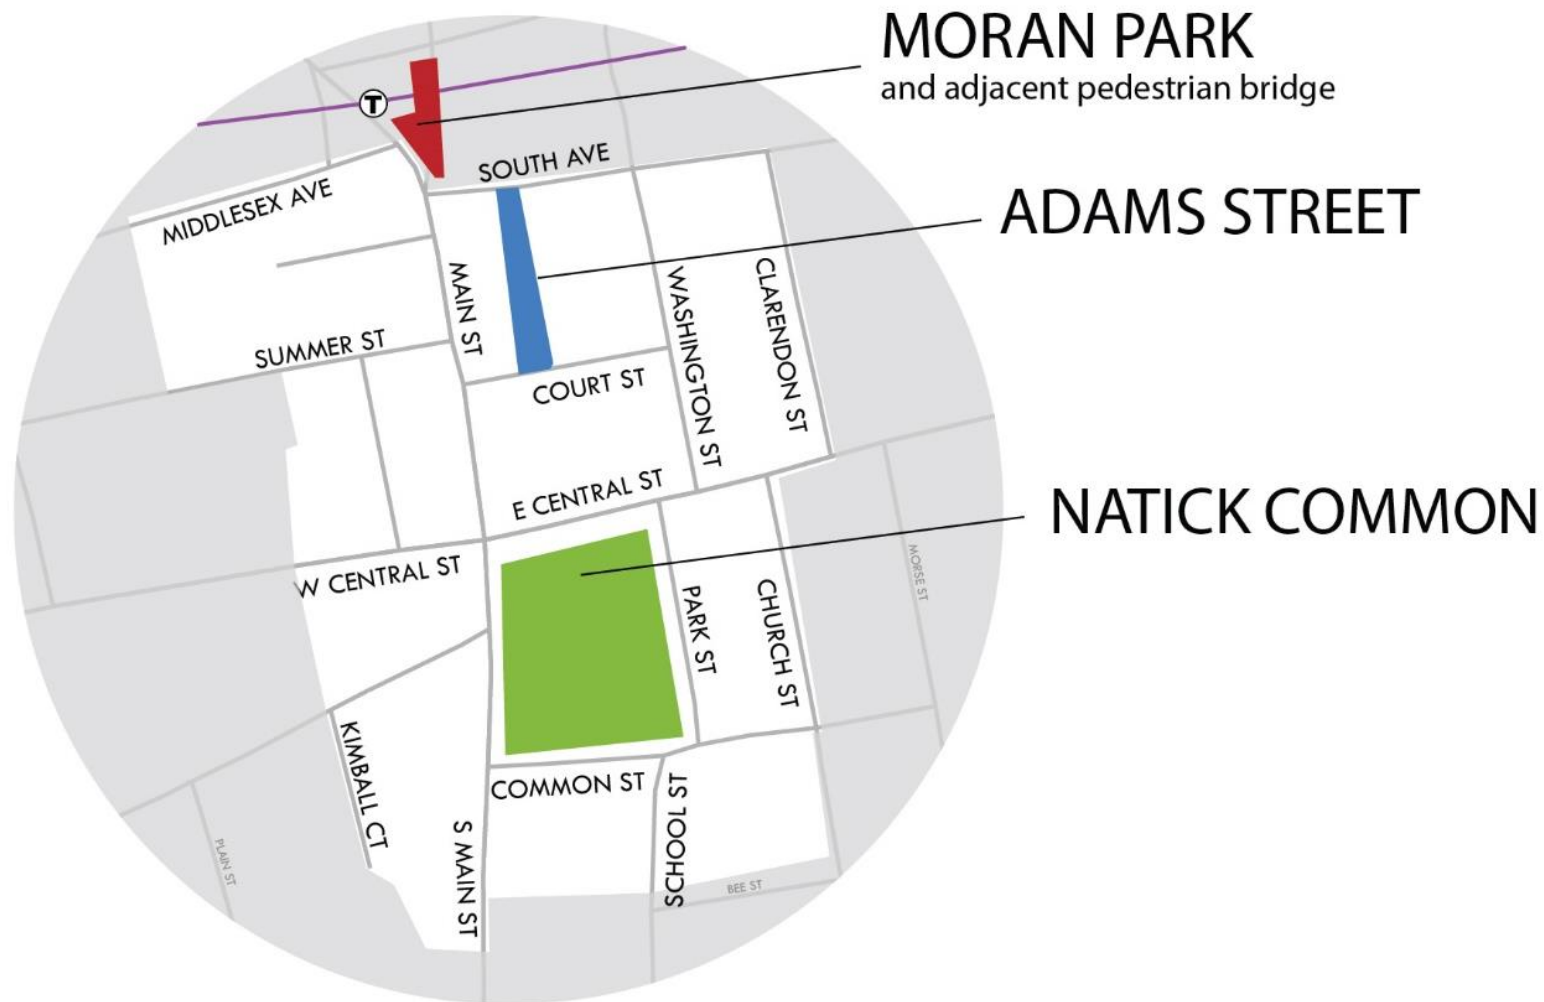 MORAN PARK
and adjacent pedestrian bridge
T
SOUTH AVE
MIDDLESEX AVE
ADAMS STREET
MAIN ST
WASHINGTON ST
CLARENDON ST
SUMMER ST
COURT ST
E CENTRAL ST
NATICK COMMON
W CENTRAL ST
MORSE ST
PARK ST
CHURCH ST
KIMBALL CT
COMMON ST
SCHOOL ST
S MAIN ST
PLAIN ST
BEE ST